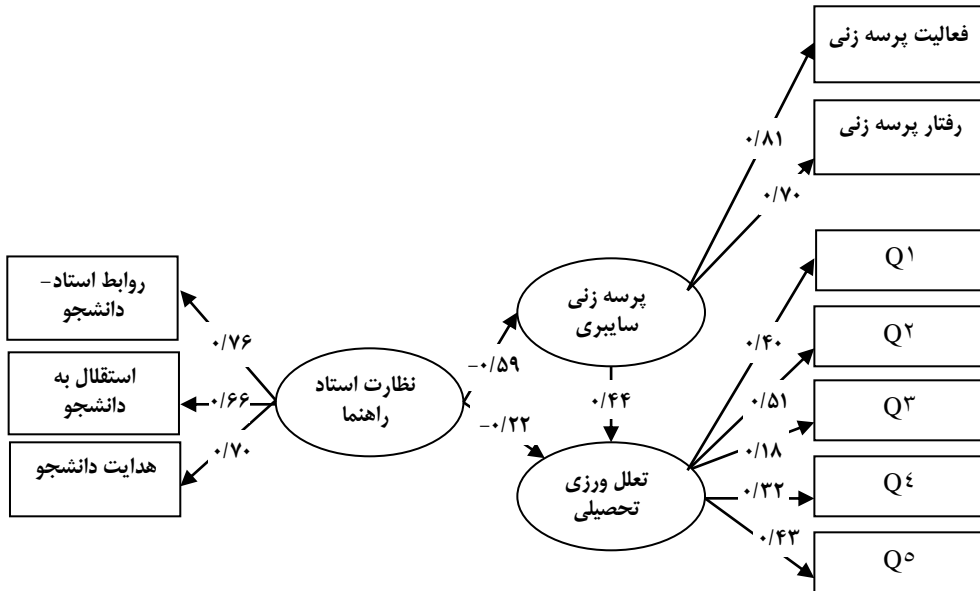 فعالیت پرسه زنی
رفتار پرسه زنی
۰/۸۱
۰/۷۰
Q۱
Q۲
Q۳
Q٤
Q٥
۰/۴۰
۰/۵۱
۰/۱۸
۰/۳۲
۰/۴۳
پرسه زنی
سایبری
۰/۴۴
تعلل ورزی
تحصیلی
-۰/۵۹
-۰/۲۲
نظارت استاد
راهنما
۰/۷۶
۰/۶۶
۰/۷۰
روابط استاد-
دانشجو
استقلال به
دانشجو
هدایت دانشجو